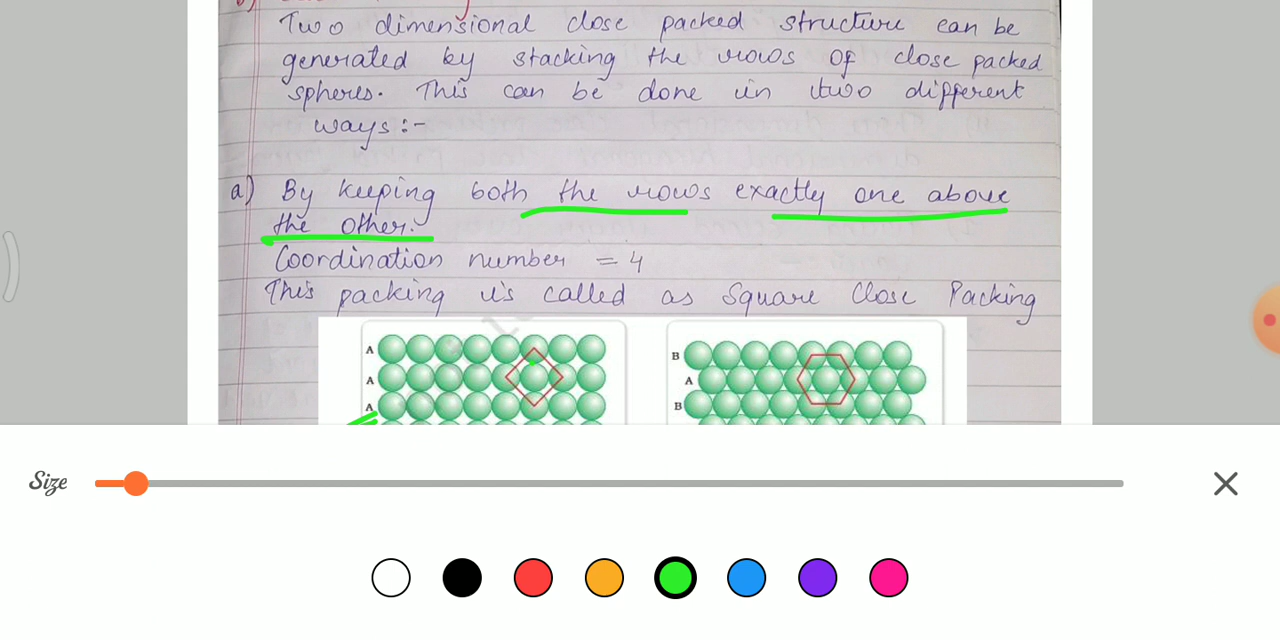 Two dimensional close packed structure can be
generated by stacking the rows of close packed
spheres. This can be done in two different
ways :-
a) By keeping both the rows exactly one above
the other.
Coordination number = 4
This packing is called as Square Close Packing
A
A
A
B
A
B
Size